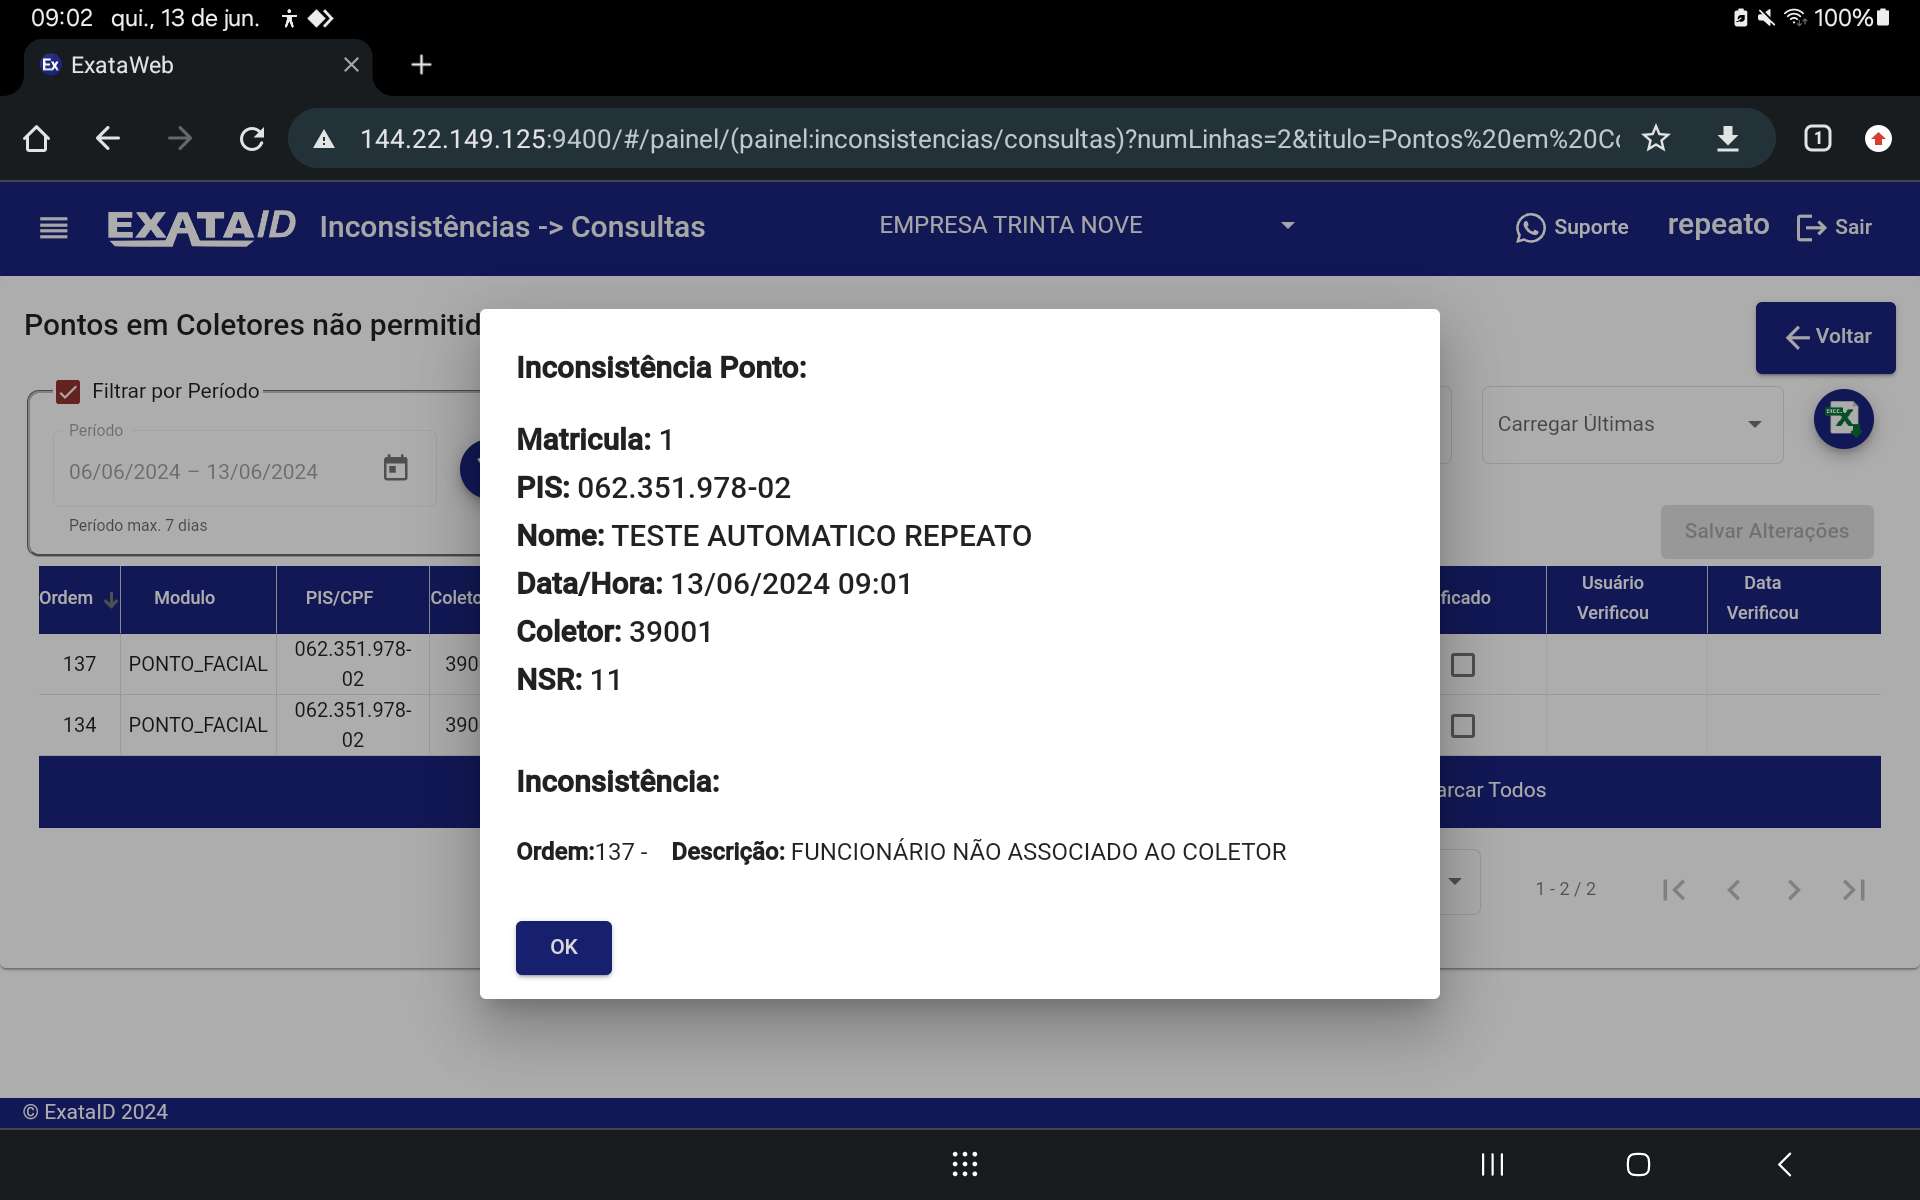 09:02 qui., 13 de jun. 100%
ExataWeb
144.22.149.125:9400/#/painel/(painel:inconsistencias/consultas)?numLinhas=2&titulo=Pontos%20em%20C 1
EXATAID Inconsistências -> Consultas EMPRESA TRINTA NOVE Suporte repeato Sair
Pontos em Coletores não permitid
Voltar
Filtrar por Período
Período
06/06/2024 – 13/06/2024
Período max. 7 dias
Carregar Últimas
Salvar Alterações
Ordem Modulo PIS/CPF Coleto ficado Usuário Verificou Data Verificou
137 PONTO_FACIAL 062.351.978-02 390
134 PONTO_FACIAL 062.351.978-02 390
arcar Todos
1 - 2 / 2
Inconsistência Ponto:
Matricula: 1
PIS: 062.351.978-02
Nome: TESTE AUTOMATICO REPEATO
Data/Hora: 13/06/2024 09:01
Coletor: 39001
NSR: 11
Inconsistência:
Ordem:137 - Descrição: FUNCIONÁRIO NÃO ASSOCIADO AO COLETOR
OK
© ExataID 2024